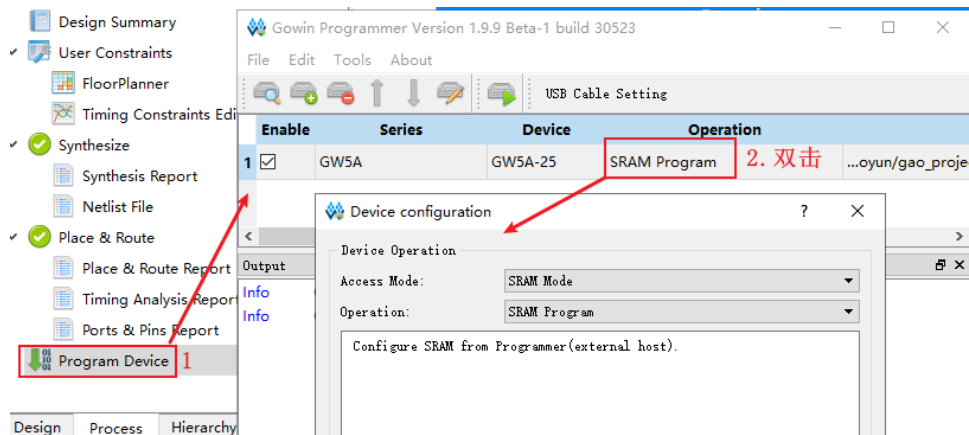 Design Summary
User Constraints
FloorPlanner
Timing Constraints Edi
Synthesize
Synthesis Report
Netlist File
Place & Route
Place & Route Report
Timing Analysis Report
Ports & Pins Report
Program Device 1
Design Process Hierarchy
Gowin Programmer Version 1.9.9 Beta-1 build 30523
File Edit Tools About
USB Cable Setting
Enable Series Device Operation
1 GW5A GW5A-25 SRAM Program 2.双击 ...oyun/gao_proje
Output
Info
Info
Device configuration ?
Device Operation
Access Mode: SRAM Mode
Operation: SRAM Program
Configure SRAM from Programmer(external host).